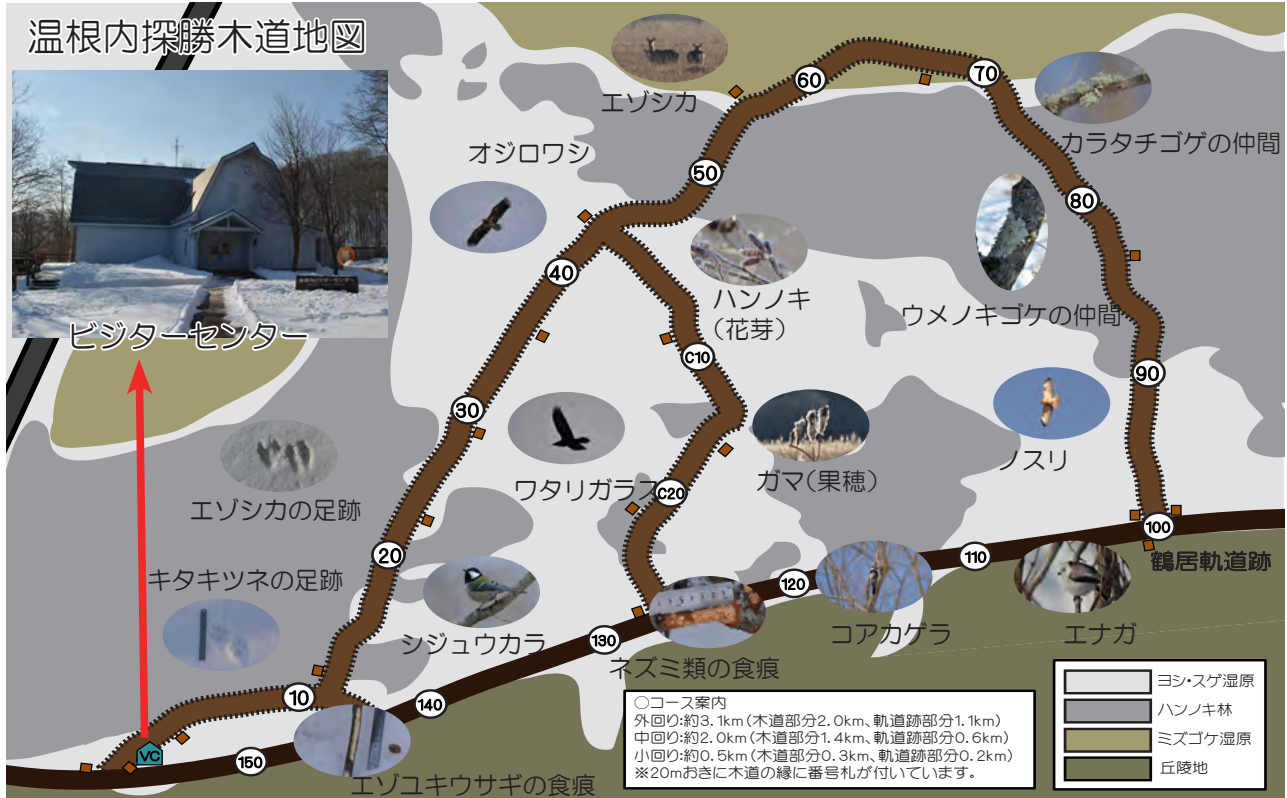 温根内探勝木道地図
エゾシカ
60
70
カラタチゴゲの仲間
オジロワシ
50
80
40
ハンノキ
(花芽)
ウメノキゴケの仲間
ビジターセンター
C10
90
30
ワタリガラス
C20
ガマ(果穂)
ノスリ
エゾシカの足跡
20
100
鶴居軌道跡
キタキツネの足跡
シジュウカラ
110
120
コアカゲラ
エナガ
130
ネズミ類の食痕
10
140
VC
150
エゾユキウサギの食痕
○コース案内
外回り:約3.1km(木道部分2.0km、軌道跡部分1.1km)
中回り:約2.0km(木道部分1.4km、軌道跡部分0.6km)
小回り:約0.5km(木道部分0.3km、軌道跡部分0.2km)
※20mおきに木道の縁に番号札が付いています。
ヨシ・スゲ湿原
ハンノキ林
ミズゴケ湿原
丘陵地